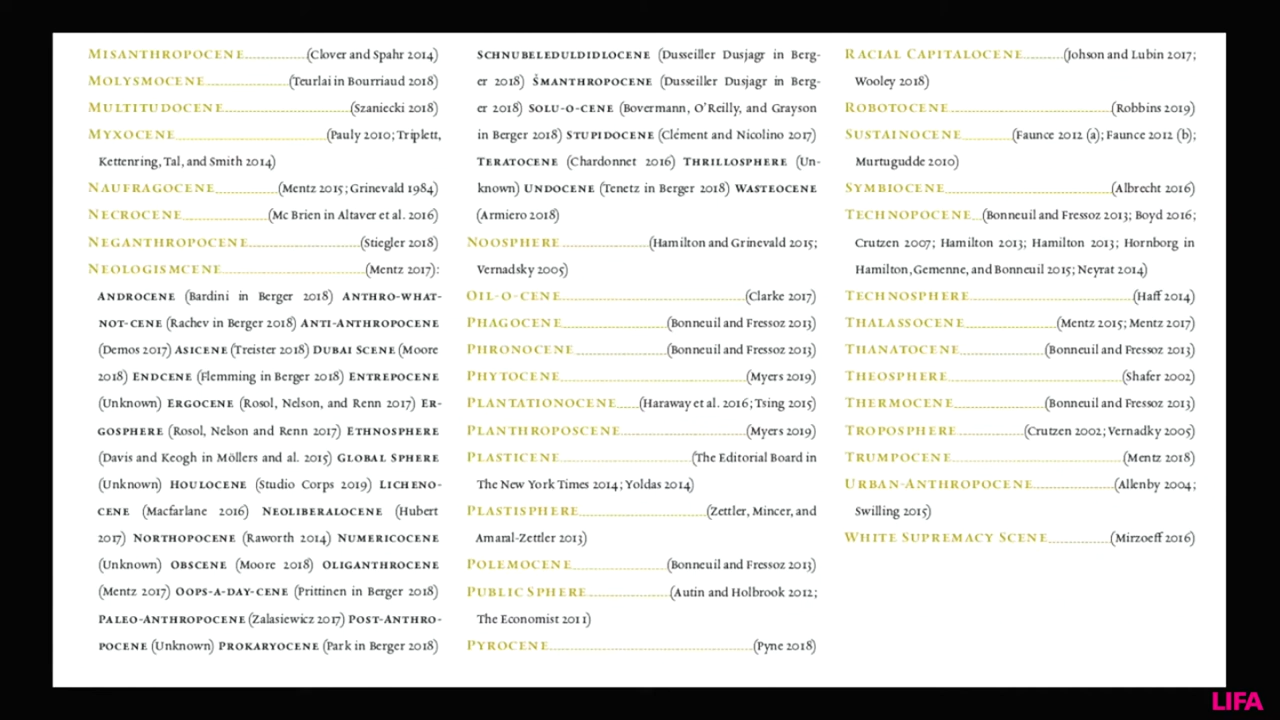 MISANTHROPOCENE (Clover and Spahr 2014)
MOLYSMOCENE (Teurlai in Bourriaud 2018)
MULTITUDOCENE (Szaniecki 2018)
MYXOCENE (Pauly 2010; Triplett,
Kettenring, Tal, and Smith 2014)
NAUFRAGOCENE (Mentz 2015; Grinevald 1984)
NECROCENE (Mc Brien in Altaver et al. 2016)
NEGANTHROPOCENE (Stiegler 2018)
NEOLOGISMCENE (Mentz 2017):
ANDROCENE (Bardini in Berger 2018) ANTHRO-WHAT-
NOT-CENE (Rachev in Berger 2018) ANTI-ANTHROPOCENE
(Demos 2017) ASICENE (Treister 2018) DUBAI SCENE (Moore
2018) ENDCENE (Flemming in Berger 2018) ENTREPOCENE
(Unknown) ERGOCENE (Rosol, Nelson, and Renn 2017) ER-
GOSPHERE (Rosol, Nelson and Renn 2017) ETHNOSPHERE
(Davis and Keogh in Möllers and al. 2015) GLOBAL SPHERE
(Unknown) HOULOCENE (Studio Corps 2019) LICHENO-
CENE (Macfarlane 2016) NEOLIBERALOCENE (Hubert
2017) NORTHOPOCENE (Raworth 2014) NUMERICOCENE
(Unknown) OBSCENE (Moore 2018) OLIGANTHROCENE
(Mentz 2017) OOPS-A-DAY-CENE (Prittinen in Berger 2018)
PALEO-ANTHROPOCENE (Zalasiewicz 2017) POST-ANTHRO-
POCENE (Unknown) PROKARYOCENE (Park in Berger 2018)
SCHNUBELEDULDIDLOCENE (Dusseiller Dusjagr in Berg-
er 2018) ŠMANTHROPOCENE (Dusseiller Dusjagr in Berg-
er 2018) SOLU-O-CENE (Bovermann, O'Reilly, and Grayson
in Berger 2018) STUPIDOCENE (Clément and Nicolino 2017)
TERATOCENE (Chardonnet 2016) THRILLOSPHERE (Un-
known) UNDOCENE (Tenetz in Berger 2018) WASTEOCENE
(Armiero 2018)
NOOSPHERE (Hamilton and Grinevald 2015;
Vernadsky 2005)
OIL-O-CENE (Clarke 2017)
PHAGOCENE (Bonneuil and Fressoz 2013)
PHRONOCENE (Bonneuil and Fressoz 2013)
PHYTOCENE (Myers 2019)
PLANTATIONOCENE (Haraway et al. 2016; Tsing 2015)
PLANTHROPOSCENE (Myers 2019)
PLASTICENE (The Editorial Board in
The New York Times 2014; Yoldas 2014)
PLASTISPHERE (Zettler, Mincer, and
Amaral-Zettler 2013)
POLEMOCENE (Bonneuil and Fressoz 2013)
PUBLIC SPHERE (Autin and Holbrook 2012;
The Economist 2011)
PYROCENE (Pyne 2018)
RACIAL CAPITALOCENE (Johson and Lubin 2017;
Wooley 2018)
ROBOTOCENE (Robbins 2019)
SUSTAINOCENE (Faunce 2012 (a); Faunce 2012 (b);
Murtugudde 2010)
SYMBIOCENE (Albrecht 2016)
TECHNOPOCENE (Bonneuil and Fressoz 2013; Boyd 2016;
Crutzen 2007; Hamilton 2013; Hamilton 2013; Hornborg in
Hamilton, Gemenne, and Bonneuil 2015; Neyrat 2014)
TECHNOSPHERE (Haff 2014)
THALASSOCENE (Mentz 2015; Mentz 2017)
THANATOCENE (Bonneuil and Fressoz 2013)
THEOSPHERE (Shafer 2002)
THERMOCENE (Bonneuil and Fressoz 2013)
TROPOSPHERE (Crutzen 2002; Vernadky 2005)
TRUMPOCENE (Mentz 2018)
URBAN-ANTHROPOCENE (Allenby 2004;
Swilling 2015)
WHITE SUPREMACY SCENE (Mirzoeff 2016)
LIFA